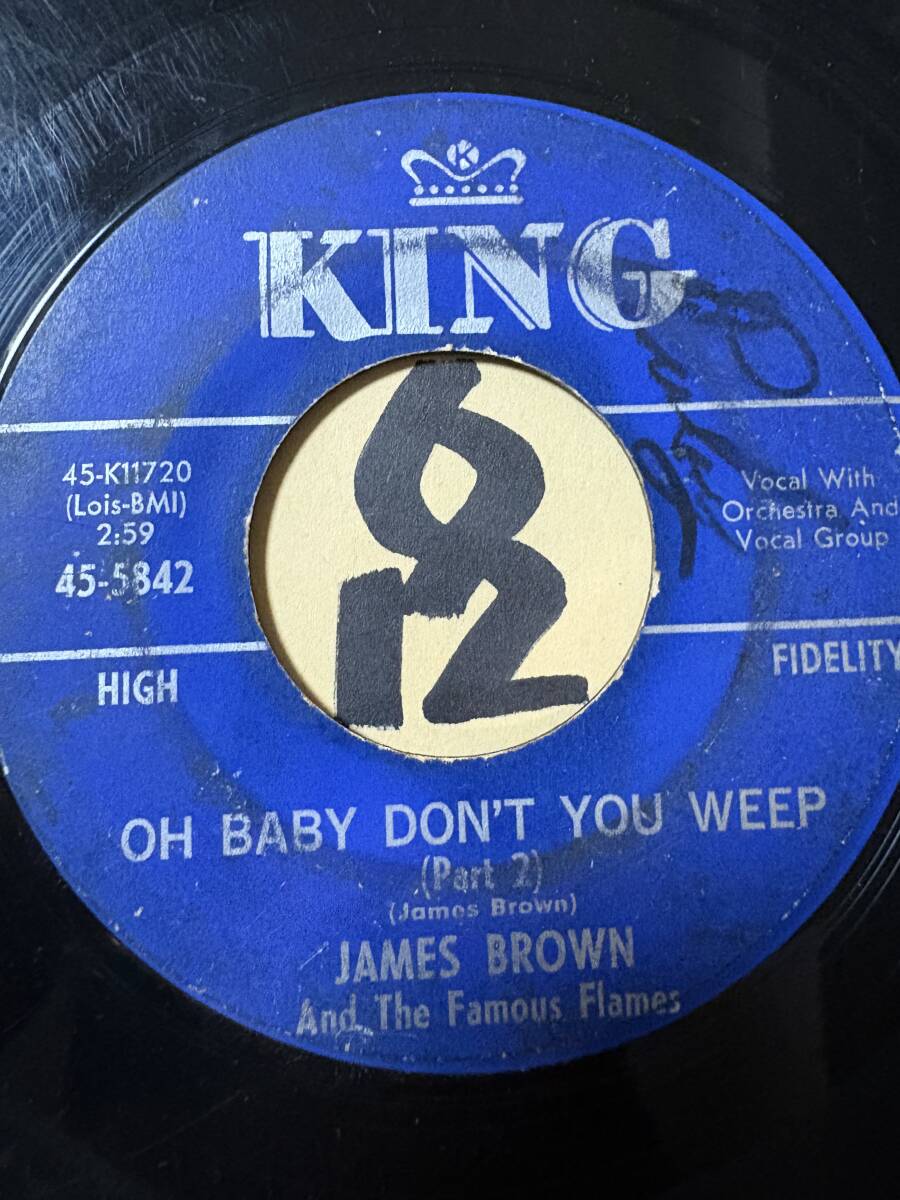 K
KING
45-K11720
(Lois-BMI)
2:59
45-5842
Vocal With
Orchestra And
Vocal Group
HIGH
FIDELITY
6
12
OH BABY DON'T YOU WEEP
(Part 2)
(James Brown)
JAMES BROWN
And The Famous Flames